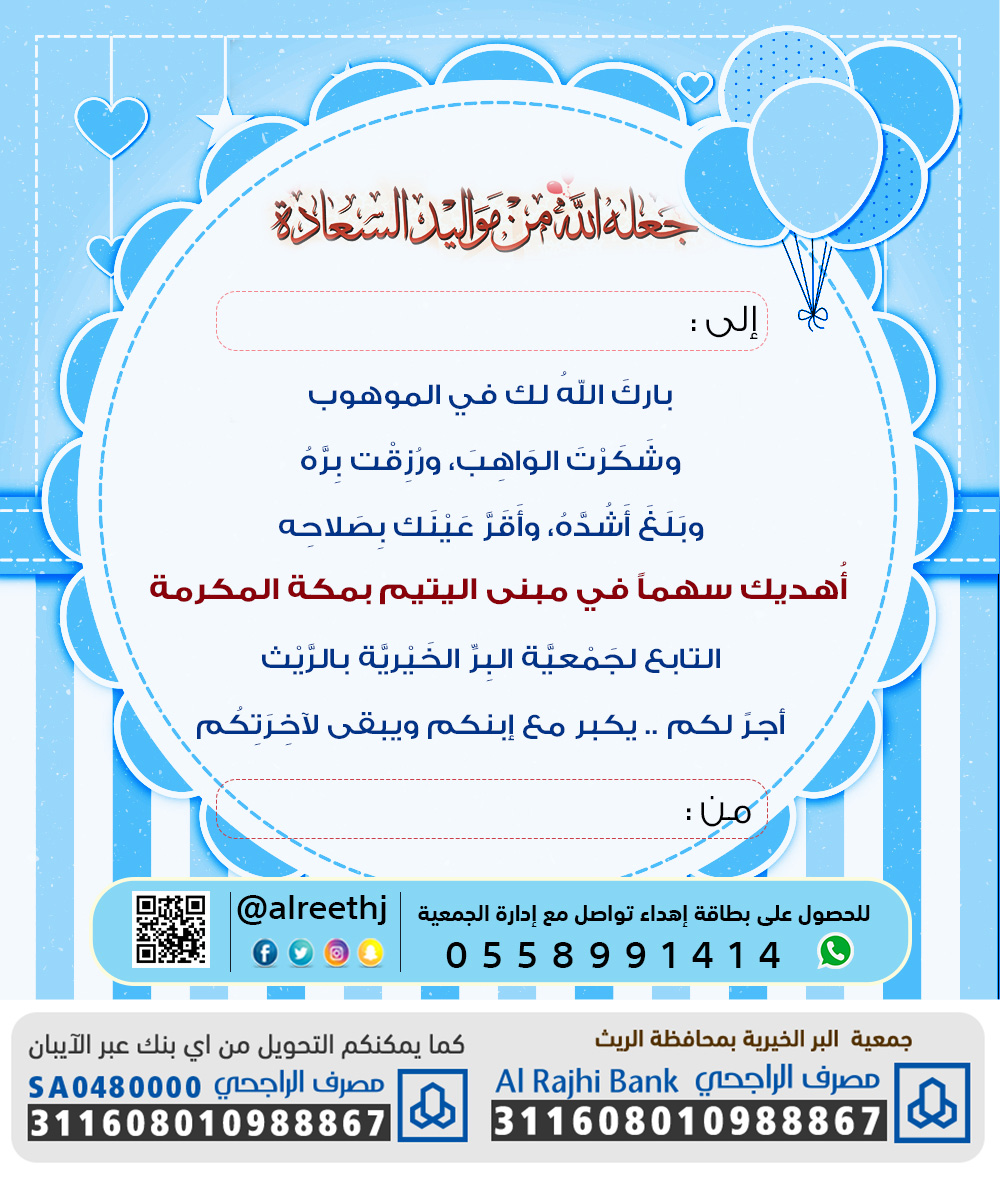 جعله الله من مواليد السعادة
إلى :
باركَ اللهُ لك في الموهوب
وشَكَرْتَ الوَاهِبَ، ورُزِقْت بِرَّهُ
وبَلَغَ أَشُدَّهُ، وأَقَرَّ عَيْنَك بِصَلاحِه
أُهديك سهماً في مبنى اليتيم بمكة المكرمة
التابع لجَمْعيَّة البِرِّ الخَيْريَّة بالرَّيْث
أجرً لكم .. يكبر مع إبنكم ويبقى لآخِرَتِكُم
من :
للحصول على بطاقة إهداء تواصل مع إدارة الجمعية
0558991414
@alreethj
جمعية البر الخيرية بمحافظة الريث
مصرف الراجحي Al Rajhi Bank
311608010988867
كما يمكنكم التحويل من اي بنك عبر الآيبان
مصرف الراجحي SA0480000
311608010988867